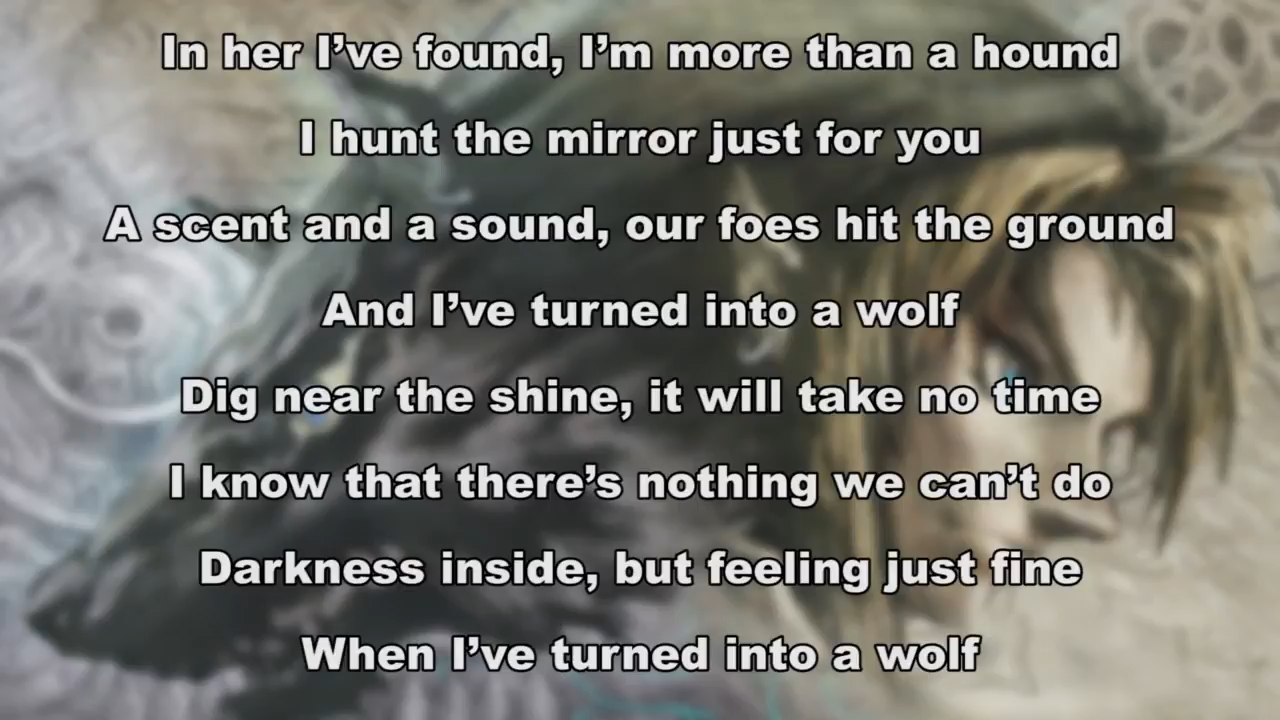 In her I’ve found, I’m more than a hound
I hunt the mirror just for you
A scent and a sound, our foes hit the ground
And I’ve turned into a wolf
Dig near the shine, it will take no time
I know that there’s nothing we can’t do
Darkness inside, but feeling just fine
When I’ve turned into a wolf